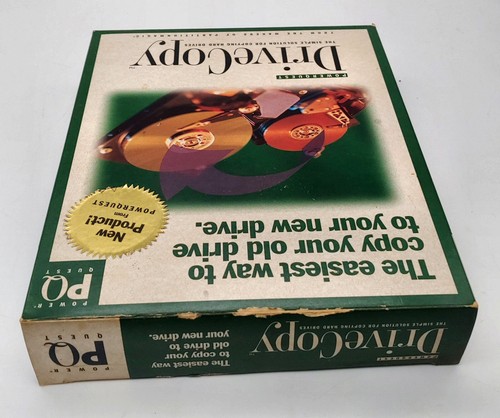 POWERQUEST
DriveCopy™
THE SIMPLE SOLUTION FOR COPYING HARD DRIVES
FROM THE MAKERS OF PARTITIONMAGIC®
The easiest way to
copy your old drive
to your new drive.
New
Product!
from
POWERQUEST
POWER
PQ
QUEST
POWERQUEST
DriveCopy
THE SIMPLE SOLUTION FOR COPYING HARD DRIVES
The easiest way
to copy your
old drive to
your new drive.
POWER
PQ
QUEST